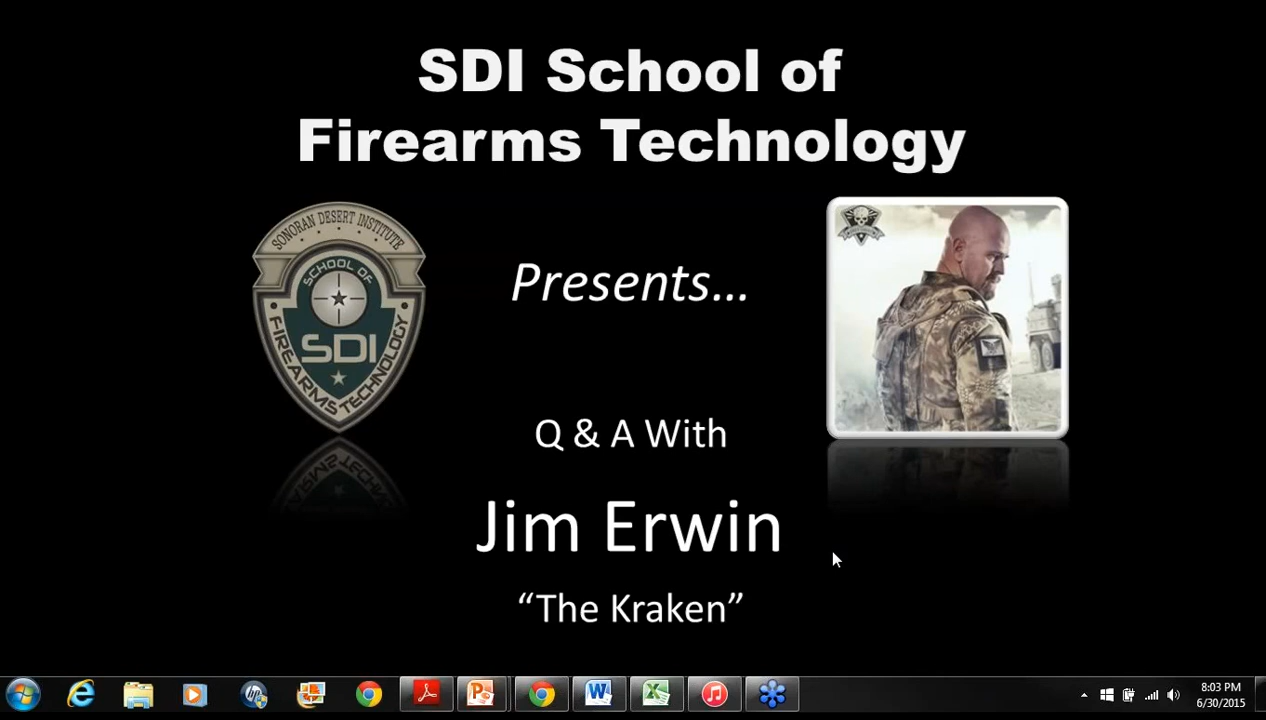 SDI School of
Firearms Technology
SONORAN DESERT INSTITUTE
SCHOOL OF
SDI
FIREARMS TECHNOLOGY
Presents...
Q & A With
Jim Erwin
“The Kraken”
hp
8:03 PM
6/30/2015